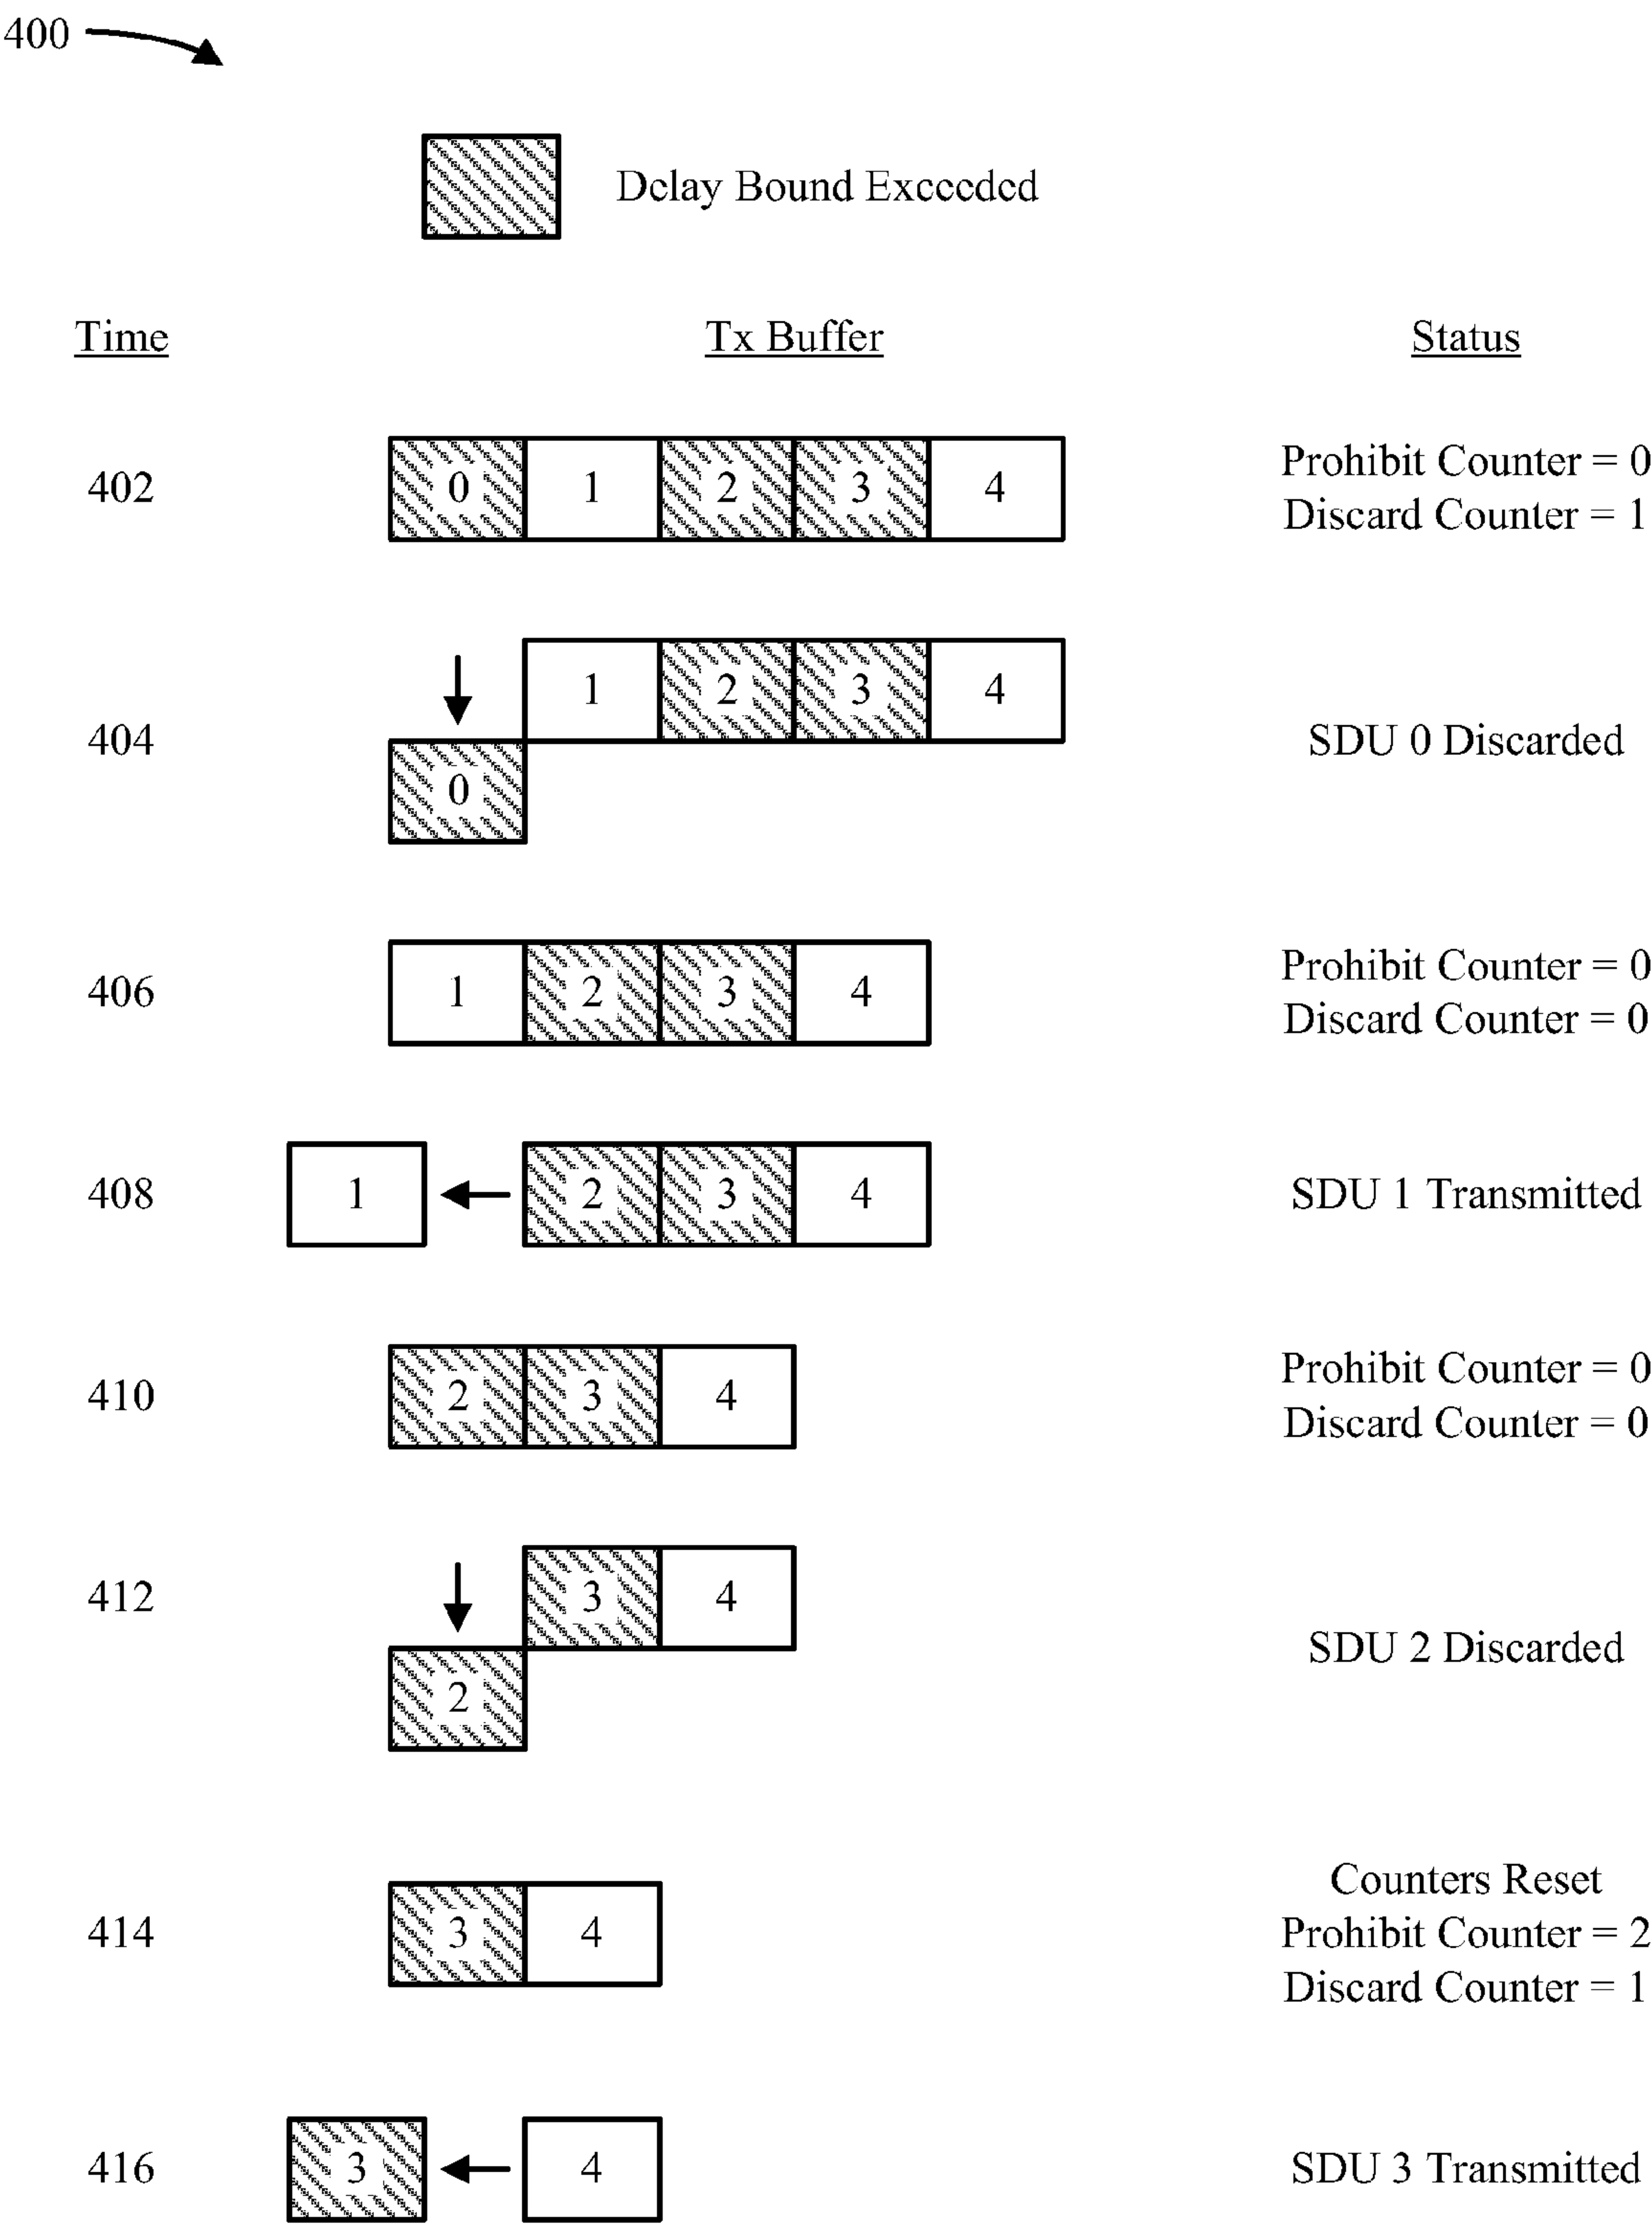 400
Delay Bound Exceeded
Time Tx Buffer Status
402 0 1 2 3 4 Prohibit Counter = 0
Discard Counter = 1
404 1 2 3 4 SDU 0 Discarded
0
406 1 2 3 4 Prohibit Counter = 0
Discard Counter = 0
408 1 2 3 4 SDU 1 Transmitted
410 2 3 4 Prohibit Counter = 0
Discard Counter = 0
412 3 4 SDU 2 Discarded
2
Counters Reset
414 3 4 Prohibit Counter = 2
Discard Counter = 1
416 3 4 SDU 3 Transmitted